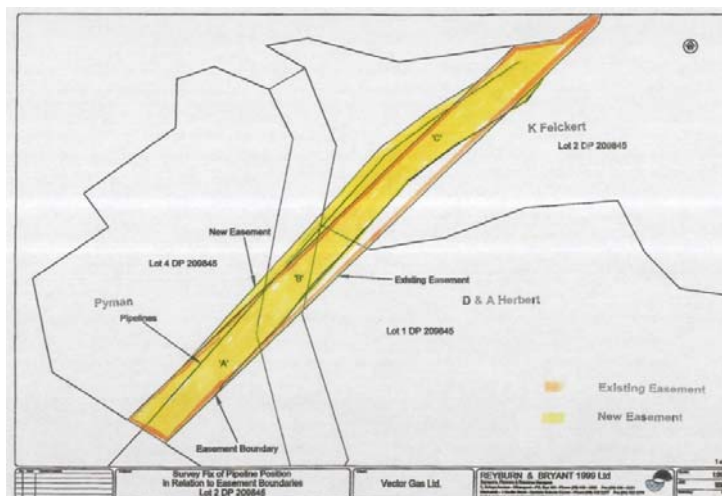 K Felckert
Lot 2 DP 209845
'C'
New Easement
Lot 4 DP 209845
'B'
Existing Easement
Pyman
Pipelines
D & A Herbert
Lot 1 DP 209845
'A'
Existing Easement
New Easement
Easement Boundary
Survey Fix of Pipeline Position
In Relation to Easement Boundaries
Lot 2 DP 209845
Vector Gas Ltd.
REYBURN & BRYANT 1999 Ltd